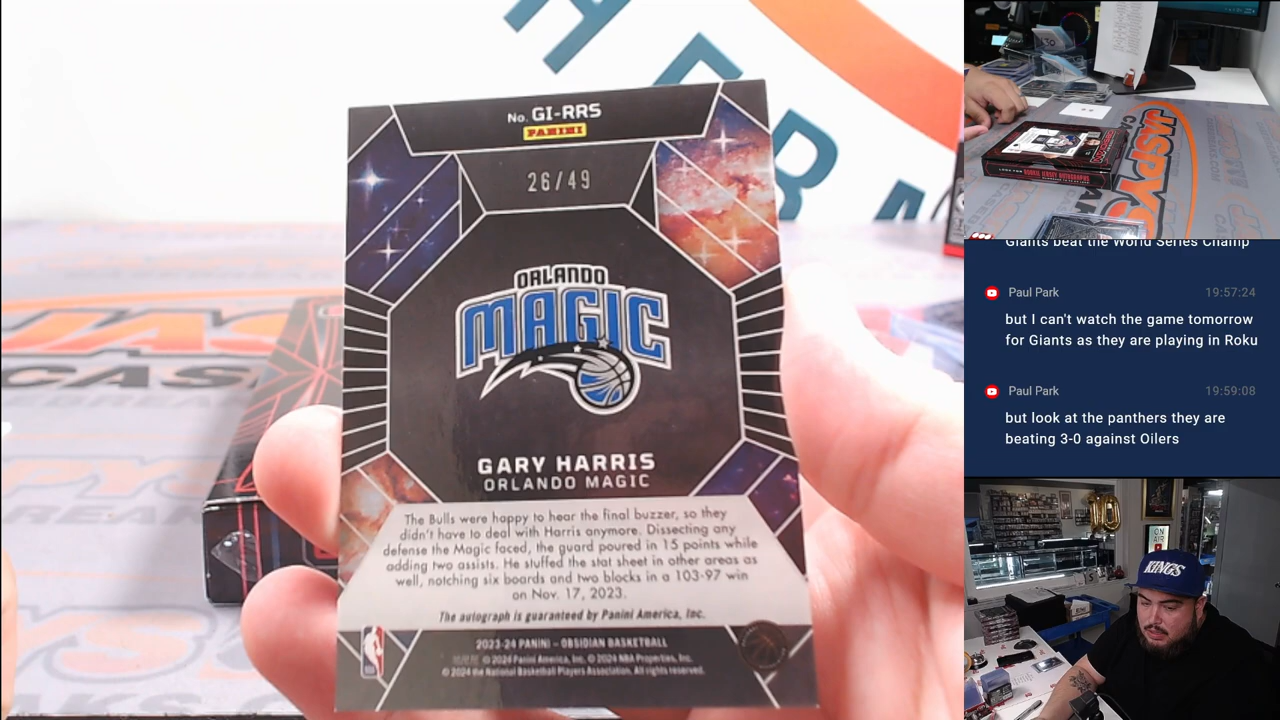 No. GI-RRS
PANINI
26/49
ORLANDO
MAGIC
GARY HARRIS
ORLANDO MAGIC
The Bulls were happy to hear the final buzzer, so they
didn't have to deal with Harris anymore. Dissecting any
defense the Magic faced, the guard poured in 15 points while
adding two assists. He stuffed the stat sheet in other areas as
well, notching six boards and two blocks in a 103-97 win
on Nov. 17, 2023.
The autograph is guaranteed by Panini America, Inc.
2023-24 PANINI – OBSIDIAN BASKETBALL
© 2024 Panini America, Inc. © 2024 NBA Properties, Inc.
© 2024 the National Basketball Players Association. All rights reserved.
JASPYS
Giants beat the World Series Champ
Paul Park 19:57:24
but I can't watch the game tomorrow
for Giants as they are playing in Roku
Paul Park 19:59:08
but look at the panthers they are
beating 3-0 against Oilers
ON
AIR
KINGS